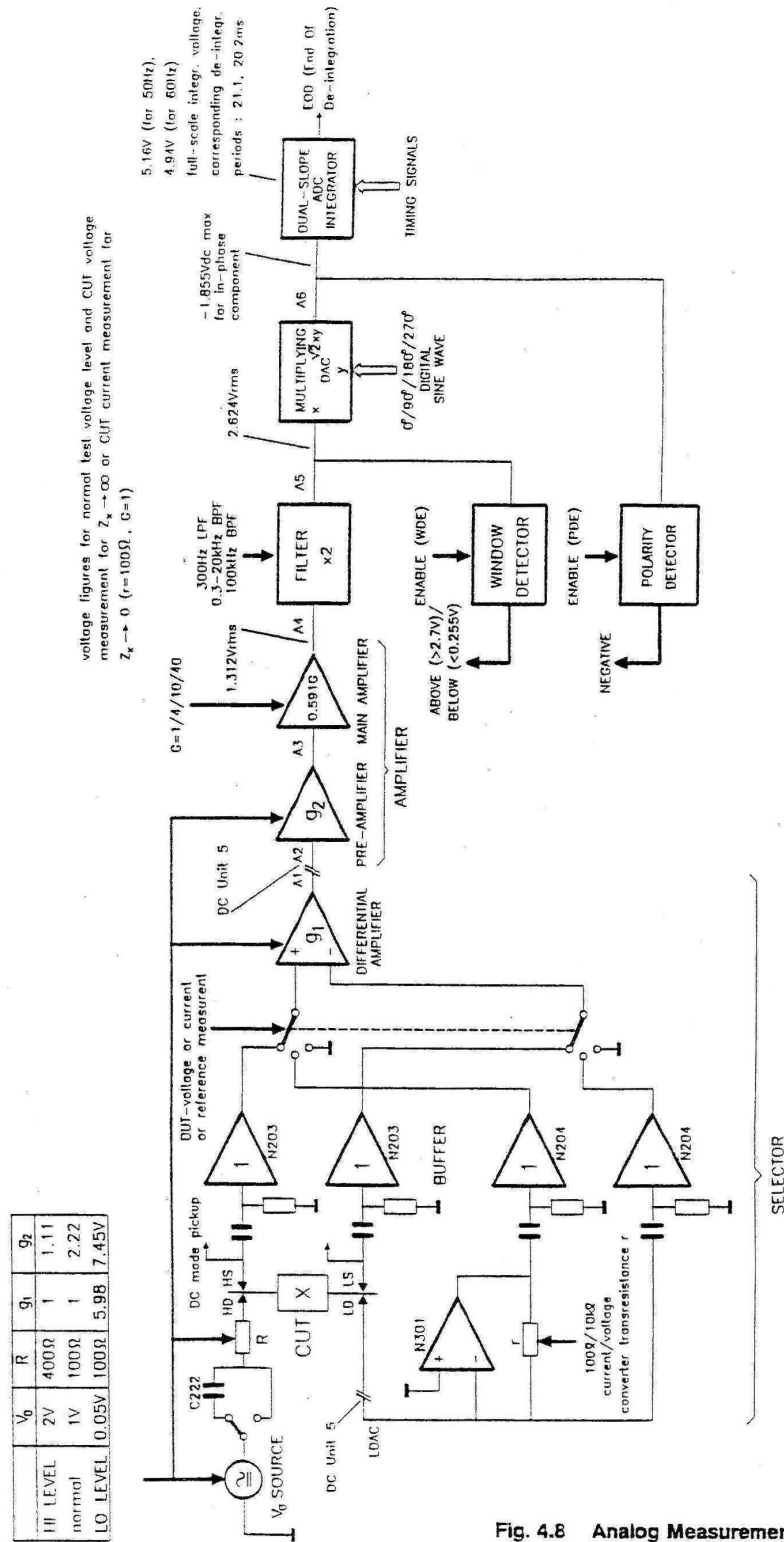 HI LEVEL
normal
LO LEVEL
V₀ R g₁ g₂
2V 400Ω 1 1.11
1V 100Ω 1 2.22
0.05V 100Ω 5.98 7.45V
voltage figures for normal test voltage level and CUT voltage
measurement for Zₓ → ∞ or CUT current measurement for
Zₓ → 0 (r=100Ω, G=1)
5.16V (for 50Hz)
4.94V (for 60Hz)
full-scale integr. voltage,
corresponding de-integr.
periods : 21.1, 20.2ms
V₀ SOURCE
C222
R
HD HS
DC mode pickup
CUT
X
LD LS
DC Unit 5
LDAC
N301
+
-
r
100Ω/10kΩ
current/voltage
converter transresistance r
1
N203
1
N203
BUFFER
1
N204
1
N204
DUT-voltage or current
or reference measurent
+
-
g₁
DIFFERENTIAL
AMPLIFIER
DC Unit 5
A1 A2
g₂
PRE-AMPLIFIER
A3
G=1/4/10/40
0.591G
MAIN AMPLIFIER
AMPLIFIER
SELECTOR
1.312Vrms
A4
300Hz LPF
0.3-20kHz BPF
100kHz BPF
FILTER
x2
A5
2.624Vrms
ENABLE (WDE)
WINDOW
DETECTOR
ABOVE (>2.7V)/
BELOW (<0.255V)
MULTIPLYING
x DAC √2xy
y
0°/90°/180°/270°
DIGITAL
SINE WAVE
A6
-1.855Vdc max
for in-phase
component
ENABLE (PDE)
POLARITY
DETECTOR
NEGATIVE
DUAL-SLOPE
ADC
INTEGRATOR
TIMING SIGNALS
EOD (End Of
De-integration)
Fig. 4.8 Analog Measuremen